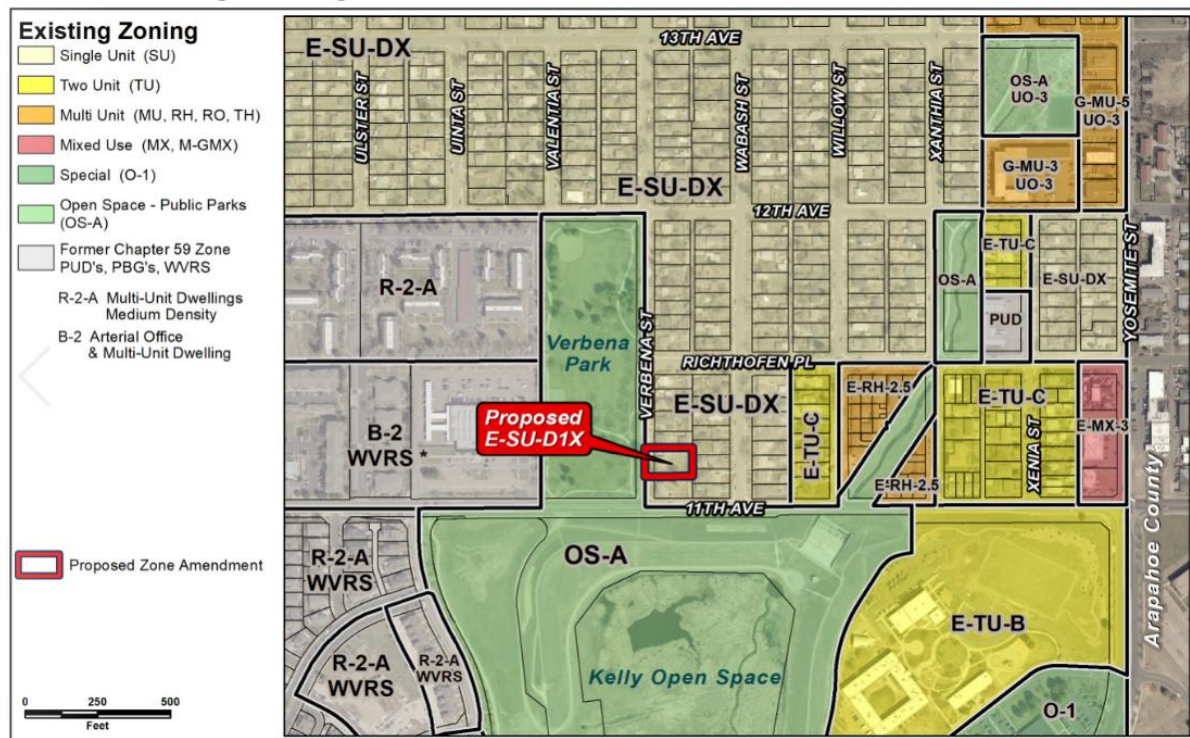 Existing Zoning
Single Unit (SU)
Two Unit (TU)
Multi Unit (MU, RH, RO, TH)
Mixed Use (MX, M-GMX)
Special (O-1)
Open Space - Public Parks
(OS-A)
Former Chapter 59 Zone
PUD's, PBG's, WVRS
R-2-A Multi-Unit Dwellings
Medium Density
B-2 Arterial Office
& Multi-Unit Dwelling
Proposed Zone Amendment
0 250 500
Feet
E-SU-DX
13TH AVE
ULSTER ST
UINTA ST
VALENTIA ST
WABASH ST
WILLOW ST
XANTHIA ST
OS-A
UO-3
G-MU-5
UO-3
G-MU-3
UO-3
E-SU-DX
12TH AVE
R-2-A
Verbena
Park
VERBENA ST
OS-A
E-TU-C
E-SU-DX
PUD
YOSEMITE ST
RICHTHOFEN PL
B-2
WVRS *
Proposed
E-SU-D1X
E-SU-DX
E-TU-C
E-RH-2.5
E-RH-2.5
E-TU-C
XENIA ST
E-MX-3
11TH AVE
Arapahoe County
R-2-A
WVRS
OS-A
E-TU-B
R-2-A
WVRS
R-2-A
WVRS
Kelly Open Space
O-1